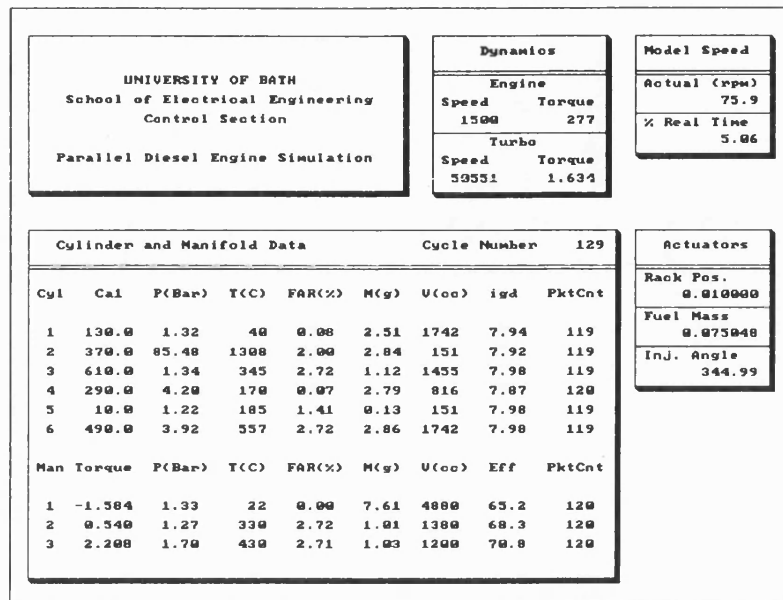 UNIVERSITY OF BATH
School of Electrical Engineering
Control Section
Parallel Diesel Engine Simulation
Dynamics
Engine
Speed Torque
1500 277
Turbo
Speed Torque
59551 1.634
Model Speed
Actual (rpm)
75.9
% Real Time
5.06
Cylinder and Manifold Data Cycle Number 129
Cyl Cal P(Bar) T(C) FAR(%) M(g) V(cc) igd PktCnt
1 130.0 1.32 40 0.08 2.51 1742 7.94 119
2 370.0 85.48 1308 2.00 2.84 151 7.92 119
3 610.0 1.34 345 2.72 1.12 1455 7.98 119
4 290.0 4.20 170 0.07 2.79 816 7.87 120
5 10.0 1.22 185 1.41 0.13 151 7.98 119
6 490.0 3.92 557 2.72 2.86 1742 7.98 119
Man Torque P(Bar) T(C) FAR(%) M(g) V(cc) Eff PktCnt
1 -1.584 1.33 22 0.00 7.61 4880 65.2 120
2 0.540 1.27 330 2.72 1.01 1380 68.3 120
3 2.208 1.70 430 2.71 1.03 1200 70.8 120
Actuators
Rack Pos.
0.010000
Fuel Mass
0.075048
Inj. Angle
344.99